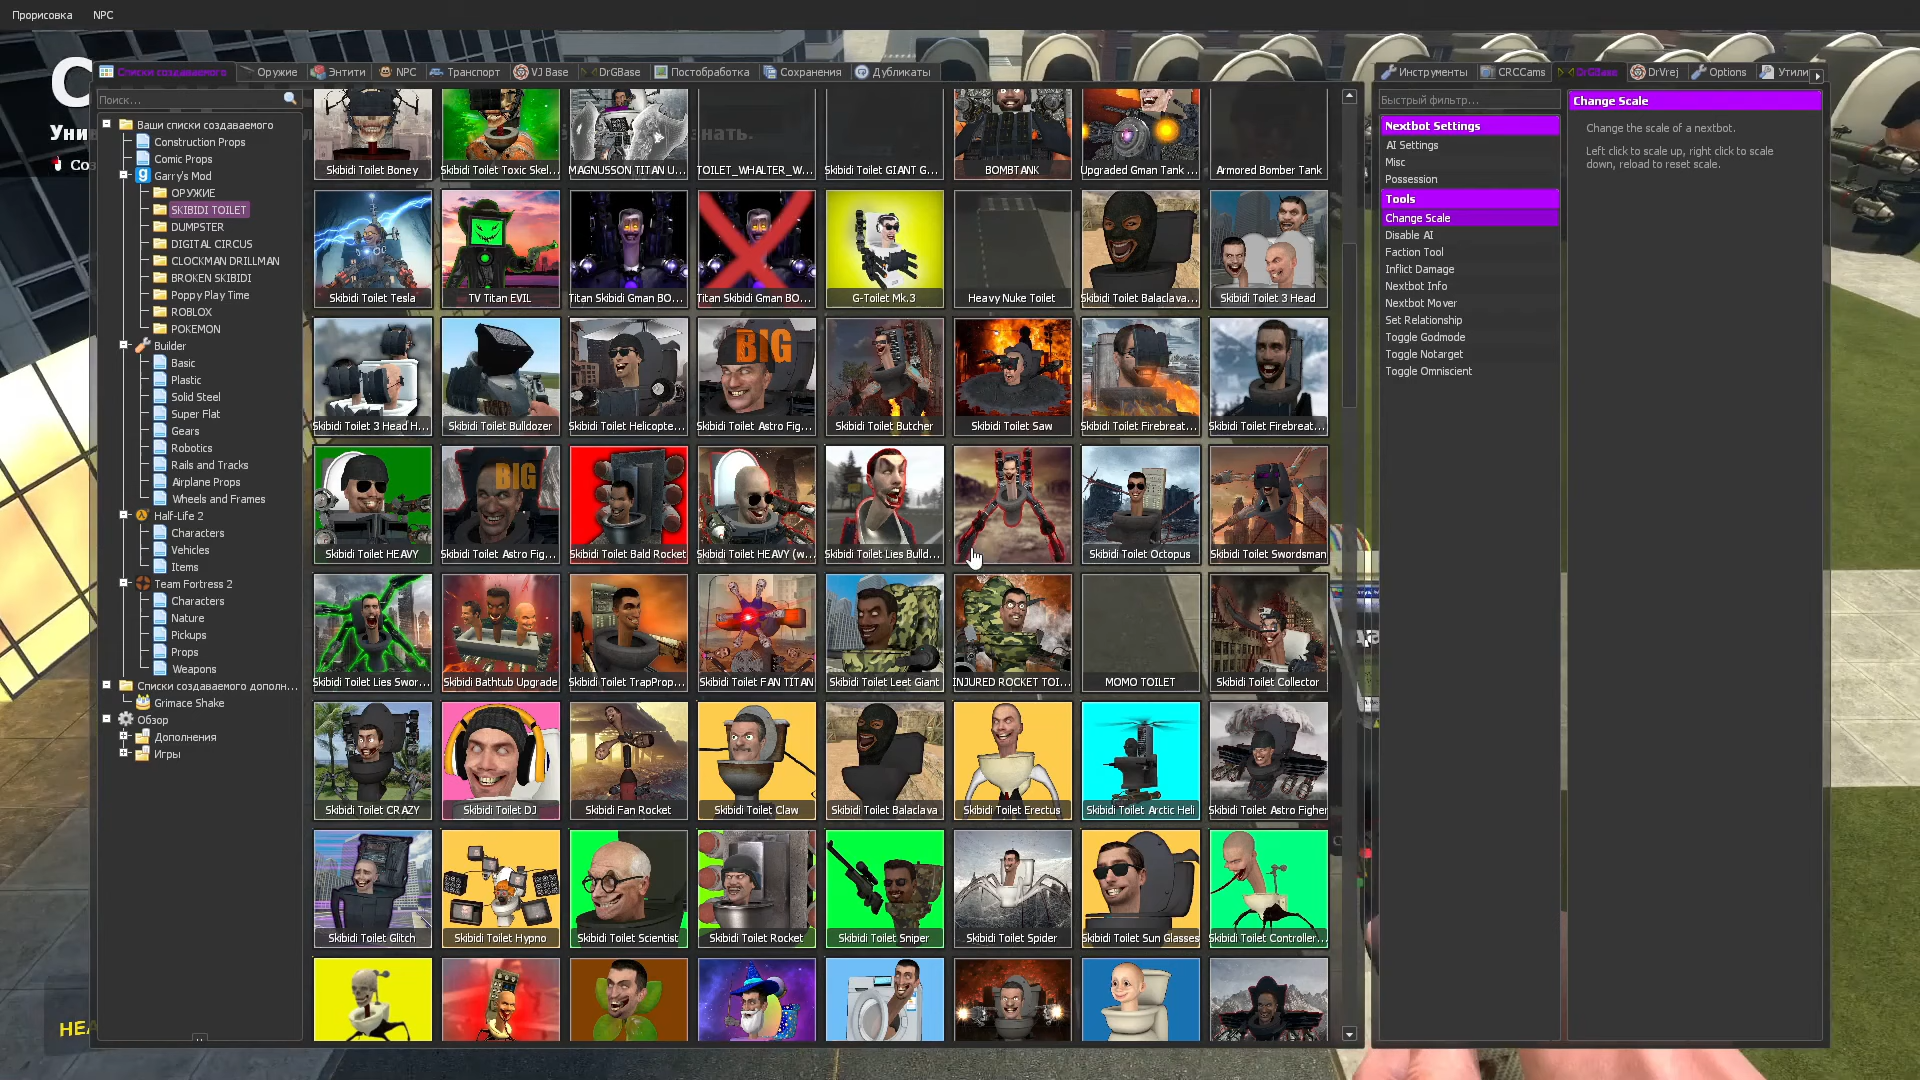 Прорисовка NPC
Списки создаваемого Оружие Энтити NPC Транспорт VJ Base DrGBase Постобработка Сохранения Дубликаты
Инструменты CRCCams DrGBase DrVrej Options Утили
Поиск...
Ваши списки создаваемого
Construction Props
Comic Props
Garry's Mod
ОРУЖИЕ
SKIBIDI TOILET
DUMPSTER
DIGITAL CIRCUS
CLOCKMAN DRILLMAN
BROKEN SKIBIDI
Poppy Play Time
ROBLOX
POKEMON
Builder
Basic
Plastic
Solid Steel
Super Flat
Gears
Robotics
Rails and Tracks
Airplane Props
Wheels and Frames
Half-Life 2
Characters
Vehicles
Items
Team Fortress 2
Characters
Nature
Pickups
Props
Weapons
Списки создаваемого дополн...
Grimace Shake
Обзор
Дополнения
Игры
Skibidi Toilet Boney Skibidi Toilet Toxic Skel... MAGNUSSON TITAN U... TOILET_WHALTER_W... Skibidi Toilet GIANT G... BOMBTANK Upgraded Gman Tank ... Armored Bomber Tank
Skibidi Toilet Tesla TV Titan EVIL Titan Skibidi Gman BO... Titan Skibidi Gman BO... G-Toilet Mk.3 Heavy Nuke Toilet Skibidi Toilet Balaclava... Skibidi Toilet 3 Head
BIG
Skibidi Toilet 3 Head H... Skibidi Toilet Bulldozer Skibidi Toilet Helicopte... Skibidi Toilet Astro Fig... Skibidi Toilet Butcher Skibidi Toilet Saw Skibidi Toilet Firebreat... Skibidi Toilet Firebreat...
BIG
Skibidi Toilet HEAVY Skibidi Toilet Astro Fig... Skibidi Toilet Bald Rocket Skibidi Toilet HEAVY (w... Skibidi Toilet Lies Bulld... Skibidi Toilet Octopus Skibidi Toilet Swordsman
Skibidi Toilet Lies Swor... Skibidi Bathtub Upgrade Skibidi Toilet TrapProp... Skibidi Toilet FAN TITAN Skibidi Toilet Leet Giant INJURED ROCKET TOI... MOMO TOILET Skibidi Toilet Collector
Skibidi Toilet CRAZY Skibidi Toilet DJ Skibidi Fan Rocket Skibidi Toilet Claw Skibidi Toilet Balaclava Skibidi Toilet Erectus Skibidi Toilet Arctic Heli Skibidi Toilet Astro Figher
Skibidi Toilet Glitch Skibidi Toilet Hypno Skibidi Toilet Scientist Skibidi Toilet Rocket Skibidi Toilet Sniper Skibidi Toilet Spider Skibidi Toilet Sun Glasses Skibidi Toilet Controller...
Быстрый фильтр...
Nextbot Settings
AI Settings
Misc
Possession
Tools
Change Scale
Disable AI
Faction Tool
Inflict Damage
Nextbot Info
Nextbot Mover
Set Relationship
Toggle Godmode
Toggle Notarget
Toggle Omniscient
Change Scale
Change the scale of a nextbot.
Left click to scale up, right click to scale
down, reload to reset scale.